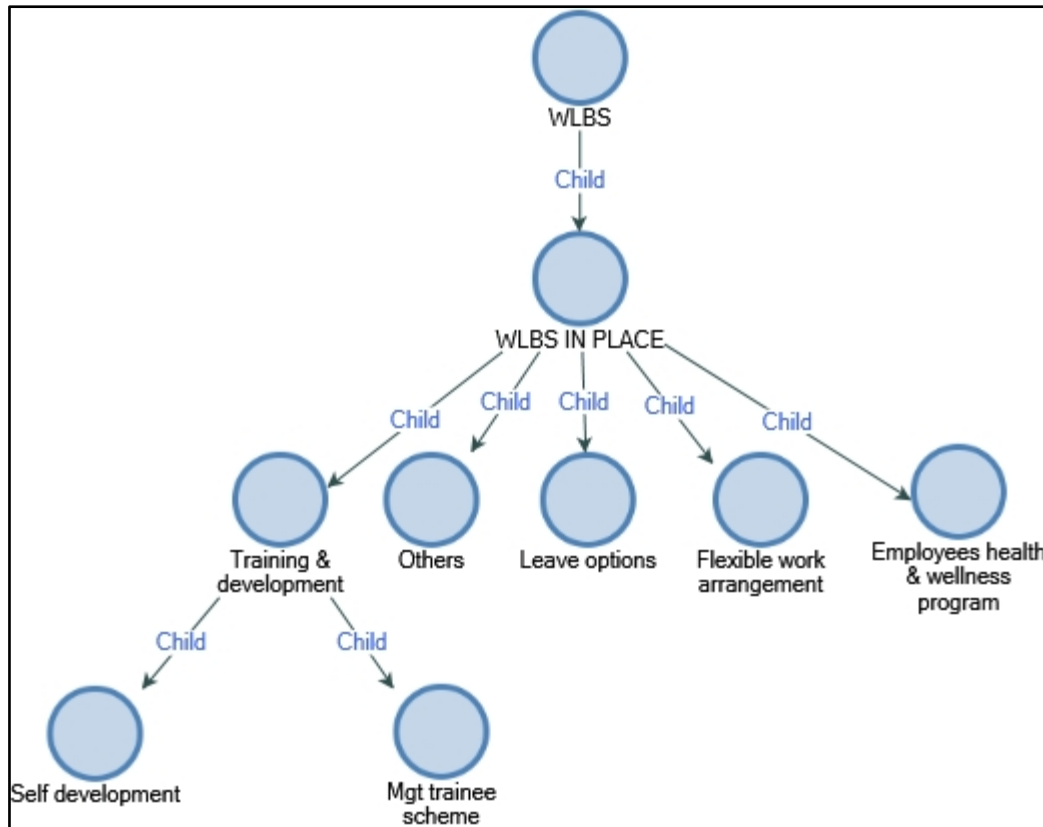 WLBS
Child
WLBS IN PLACE
Child
Child
Child
Child
Child
Training &
development
Others
Leave options
Flexible work
arrangement
Employees health
& wellness
program
Child
Child
Self development
Mgt trainee
scheme